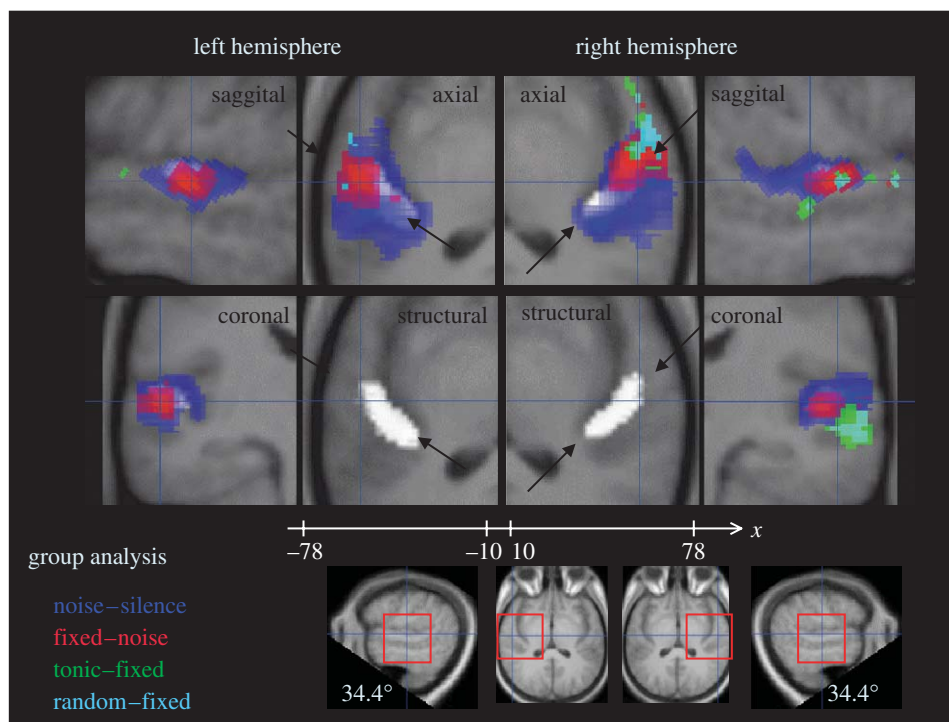 left hemisphere right hemisphere
saggital axial axial saggital
coronal structural structural coronal
x
–78 –10 10 78
group analysis
noise–silence
fixed–noise
tonic–fixed
random–fixed
34.4° 34.4°